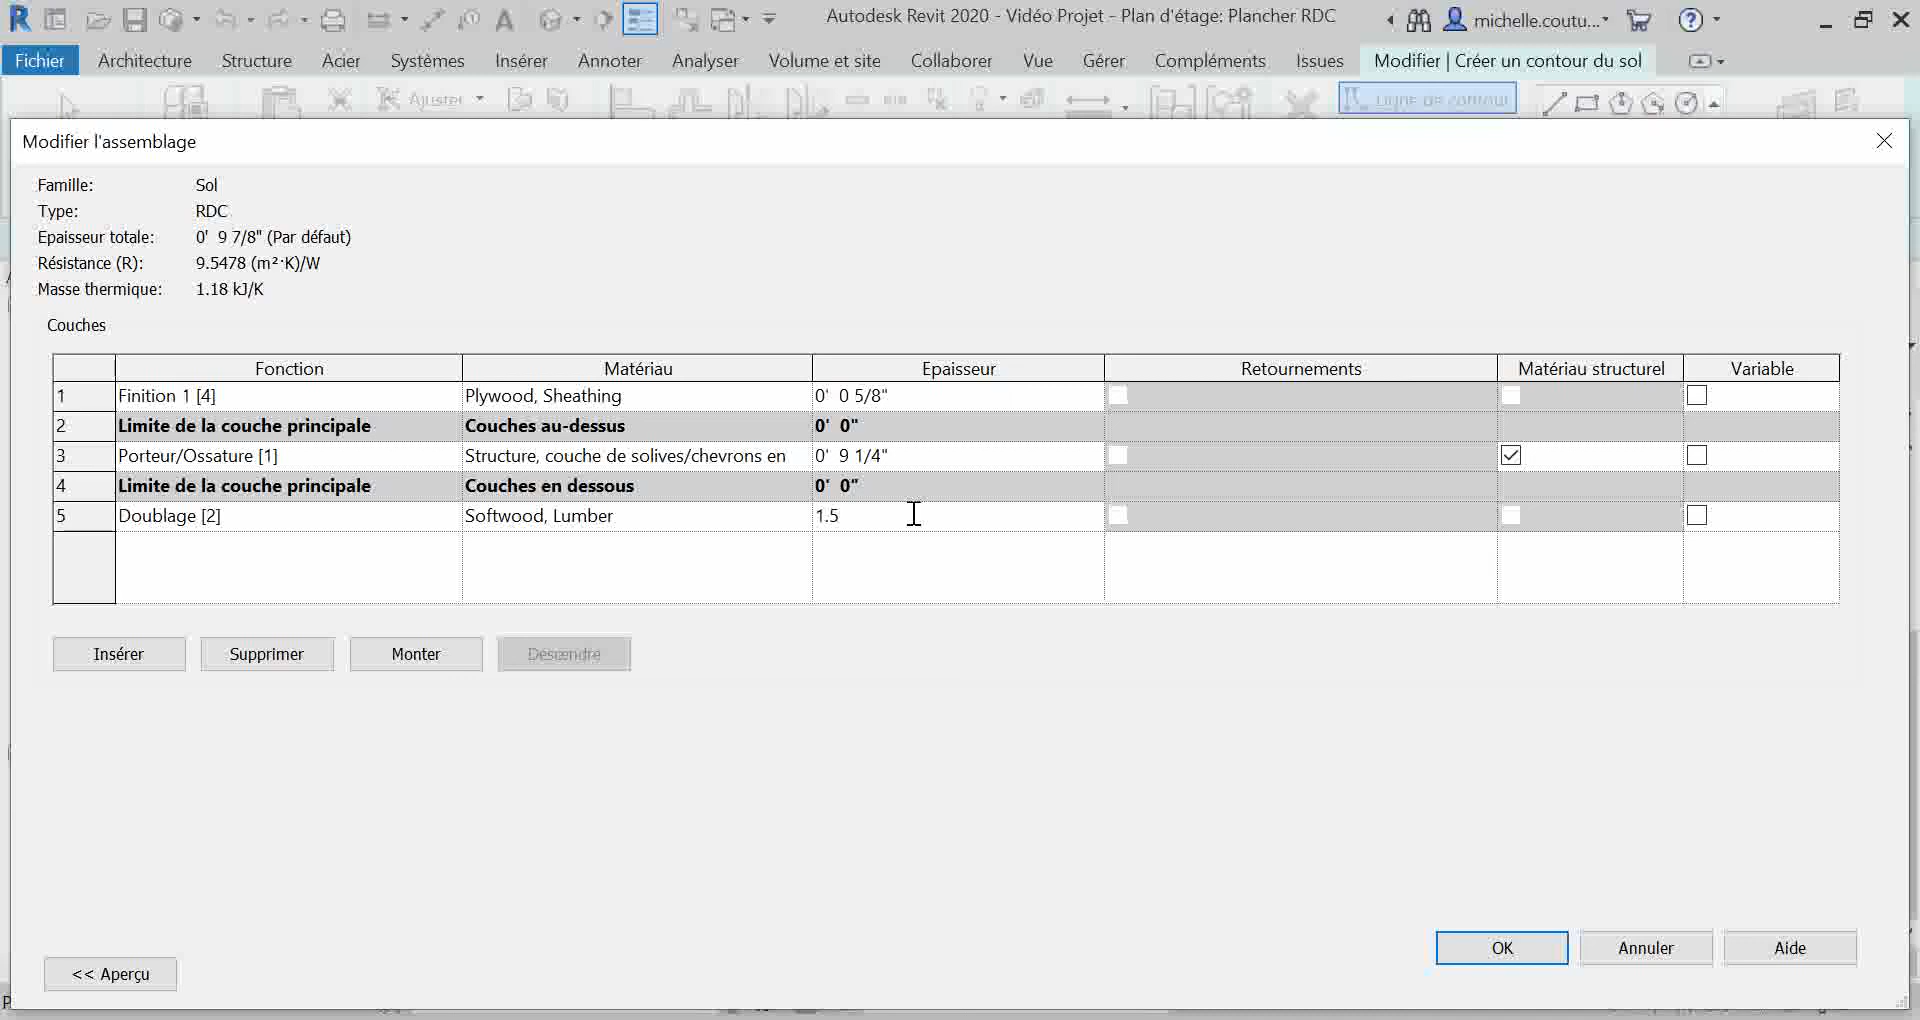 Autodesk Revit 2020 - Vidéo Projet - Plan d'étage: Plancher RDC
michelle.coutu...
Fichier Architecture Structure Acier Systèmes Insérer Annoter Analyser Volume et site Collaborer Vue Gérer Compléments Issues Modifier | Créer un contour du sol
Ajuster Ligne de contour
Modifier l'assemblage
Famille: Sol
Type: RDC
Epaisseur totale: 0' 9 7/8" (Par défaut)
Résistance (R): 9.5478 (m²·K)/W
Masse thermique: 1.18 kJ/K
Couches
Fonction Matériau Epaisseur Retournements Matériau structurel Variable
1 Finition 1 [4] Plywood, Sheathing 0' 0 5/8"
2 Limite de la couche principale Couches au-dessus 0' 0"
3 Porteur/Ossature [1] Structure, couche de solives/chevrons en 0' 9 1/4"
4 Limite de la couche principale Couches en dessous 0' 0"
5 Doublage [2] Softwood, Lumber 1.5
Insérer Supprimer Monter Descendre
OK Annuler Aide
<< Aperçu